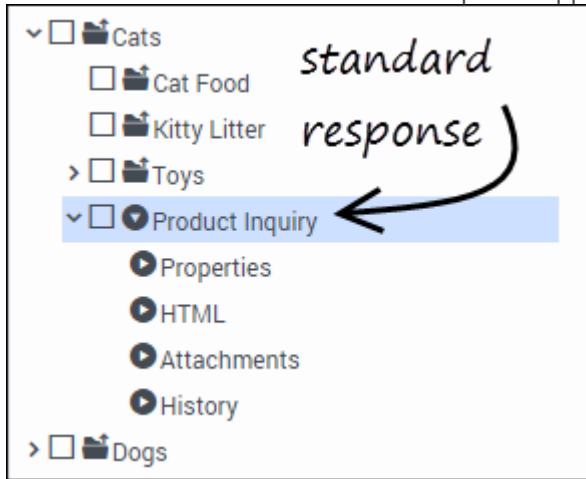 Cats
standard
Cat Food
Kitty Litter
response
Toys
Product Inquiry
Properties
HTML
Attachments
History
Dogs